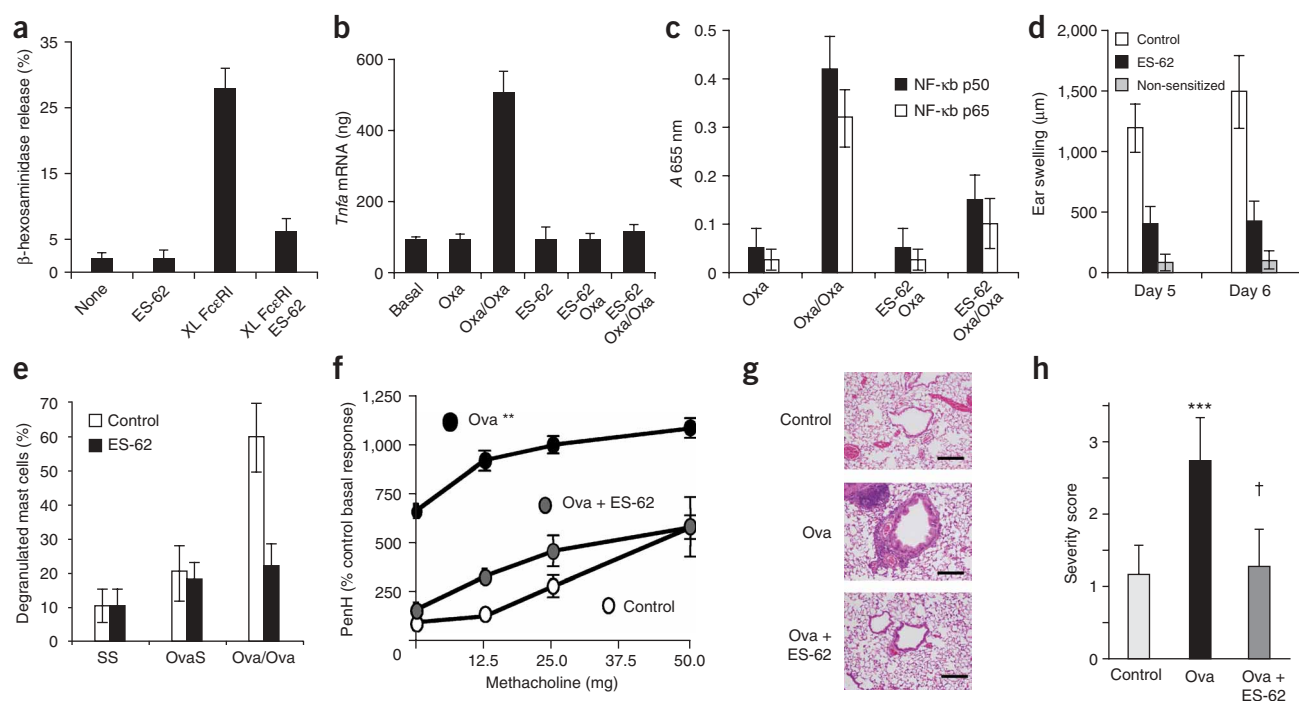 a
β-hexosaminidase release (%)
35
25
15
5
0
None
ES-62
XL FcεRI
XL FcεRI
ES-62
b
Tnfa mRNA (ng)
600
400
200
0
Basal
Oxa
Oxa/Oxa
ES-62
ES-62
Oxa
ES-62
Oxa/Oxa
c
A 655 nm
0.5
0.4
0.3
0.2
0.1
0
NF-κb p50
NF-κb p65
Oxa
Oxa/Oxa
ES-62
Oxa
ES-62
Oxa/Oxa
d
Ear swelling (μm)
2,000
1,500
1,000
500
0
Control
ES-62
Non-sensitized
Day 5
Day 6
e
Degranulated mast cells (%)
70
60
50
40
30
20
10
0
Control
ES-62
SS
OvaS
Ova/Ova
f
PenH (% control basal response)
1,250
1,000
750
500
250
0
Ova **
Ova + ES-62
Control
12.5
25.0
37.5
50.0
Methacholine (mg)
g
Control
Ova
Ova +
ES-62
h
Severity score
3
2
1
0
***
†
Control
Ova
Ova +
ES-62